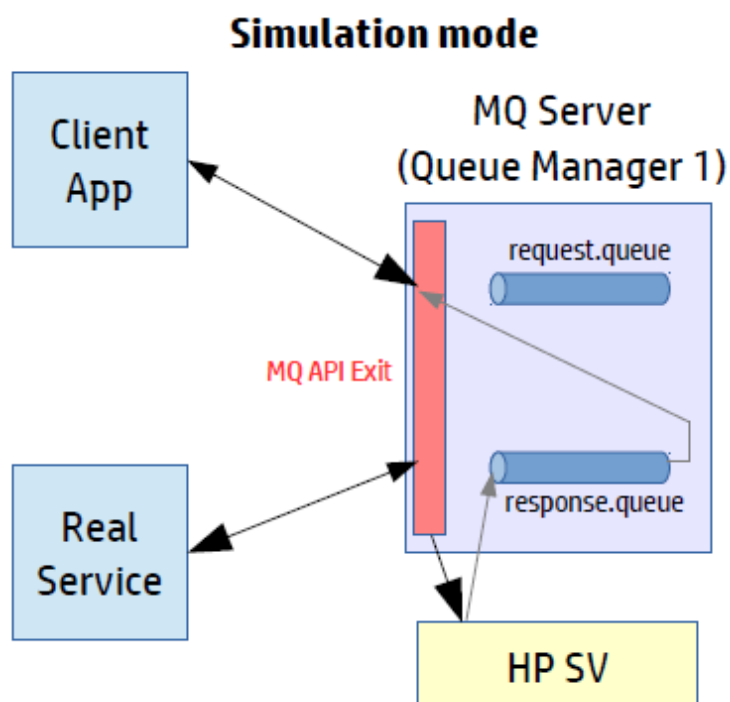 Simulation mode
Client
App
MQ Server
(Queue Manager 1)
request.queue
MQ API Exit
response.queue
Real
Service
HP SV